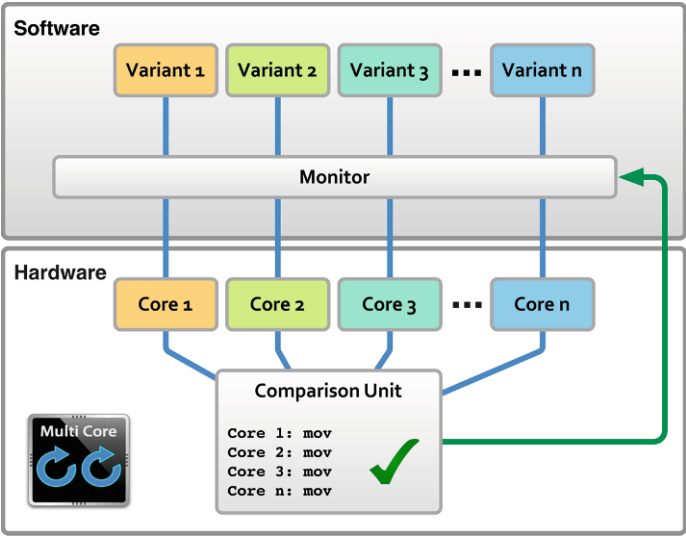 Software
Variant 1 Variant 2 Variant 3 ... Variant n
Monitor
Hardware
Core 1 Core 2 Core 3 ... Core n
Comparison Unit
Core 1: mov
Core 2: mov
Core 3: mov
Core n: mov
Multi Core